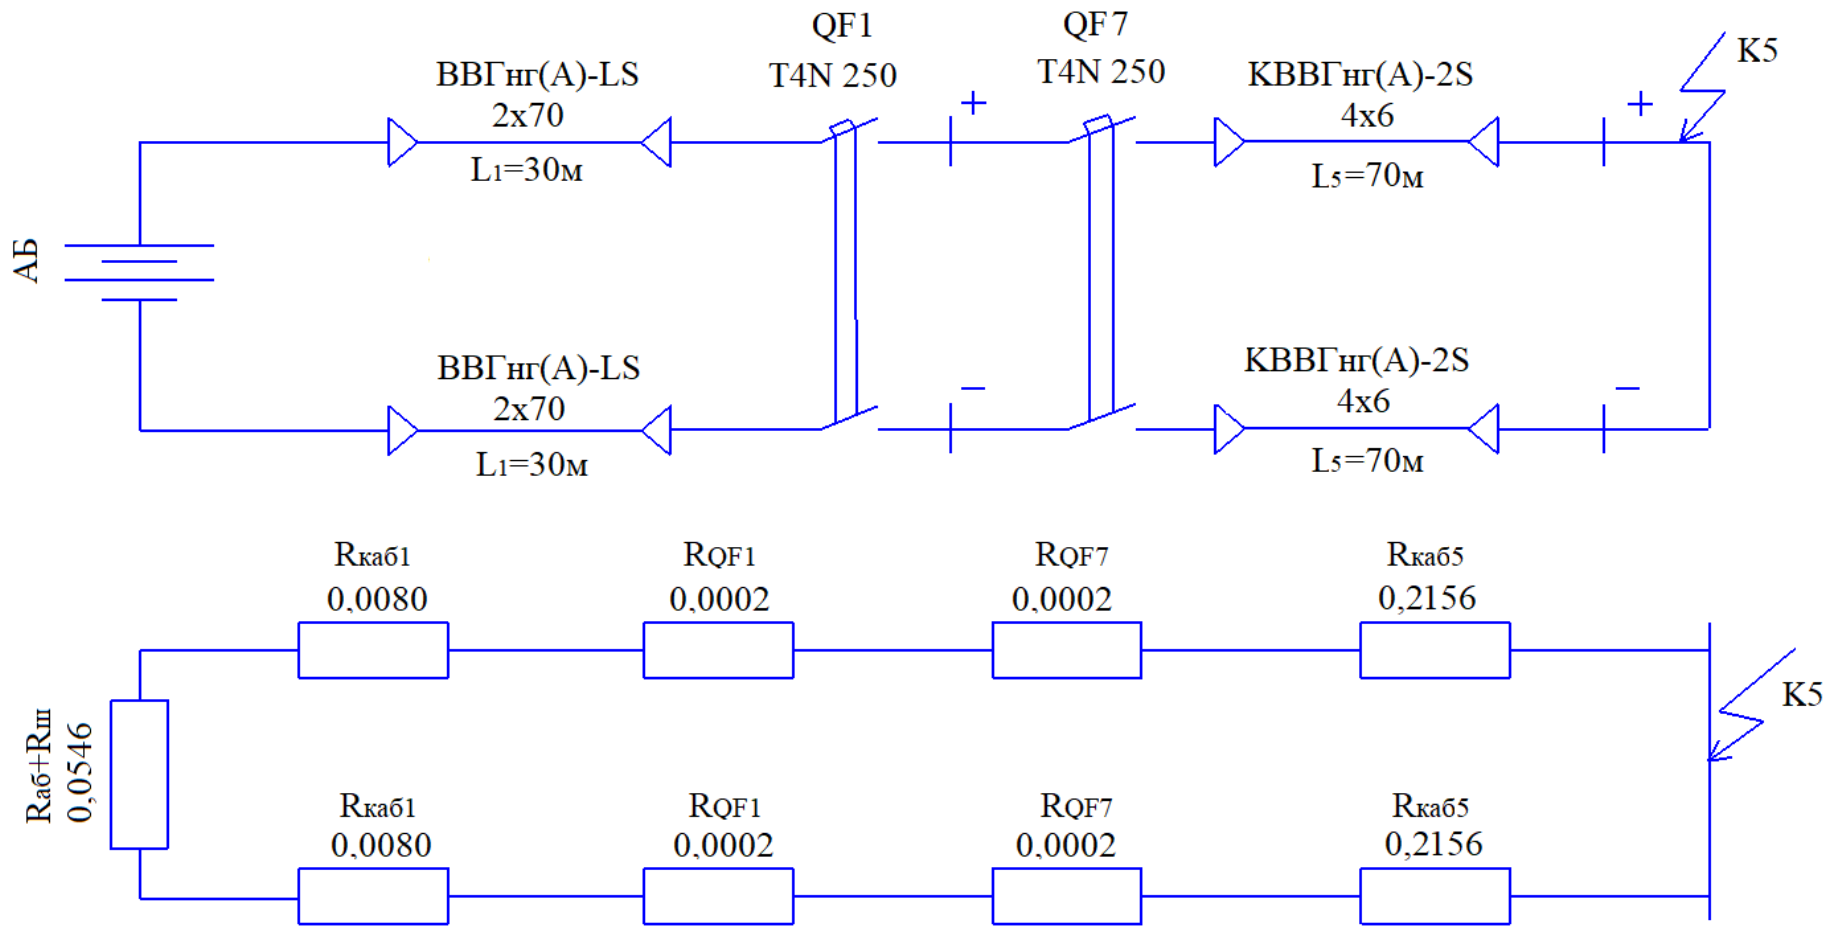 QF1
QF7
T4N 250
T4N 250
ВВГнг(А)-LS
2x70
L1=30м
КВВГнг(А)-2S
4x6
L5=70м
K5
+
+
АБ
ВВГнг(А)-LS
2x70
L1=30м
КВВГнг(А)-2S
4x6
L5=70м
−
−
Rкаб1
0,0080
RQF1
0,0002
RQF7
0,0002
Rкаб5
0,2156
K5
Rаб+Rш
0,0546
Rкаб1
0,0080
RQF1
0,0002
RQF7
0,0002
Rкаб5
0,2156